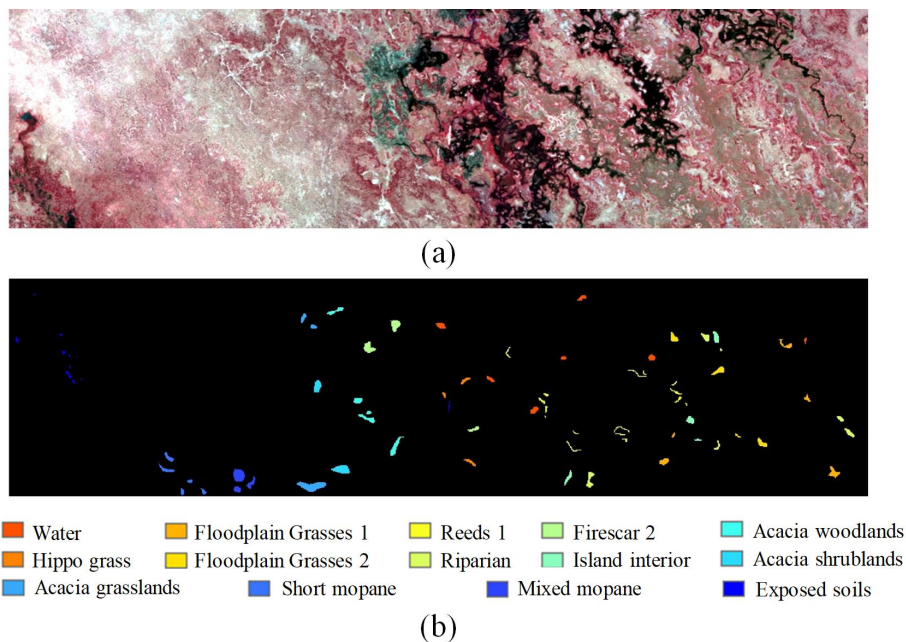 (a)
Water Floodplain Grasses 1 Reeds 1 Firescar 2 Acacia woodlands
Hippo grass Floodplain Grasses 2 Riparian Island interior Acacia shrublands
Acacia grasslands Short mopane Mixed mopane Exposed soils
(b)